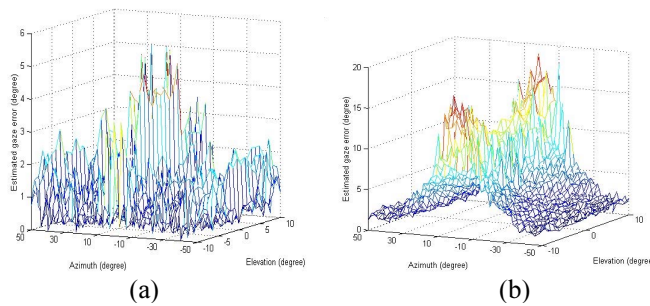 6
5
4
3
2
1
0
Estimated gaze error (degree)
50 30 10 -10 -30 -50
Azimuth (degree)
-10 -5 0 5 10
Elevation (degree)
(a)
20
15
10
5
0
Estimated gaze error (degree)
50 30 10 -10 -30 -50
Azimuth (degree)
-10 0 10
Elevation (degree)
(b)